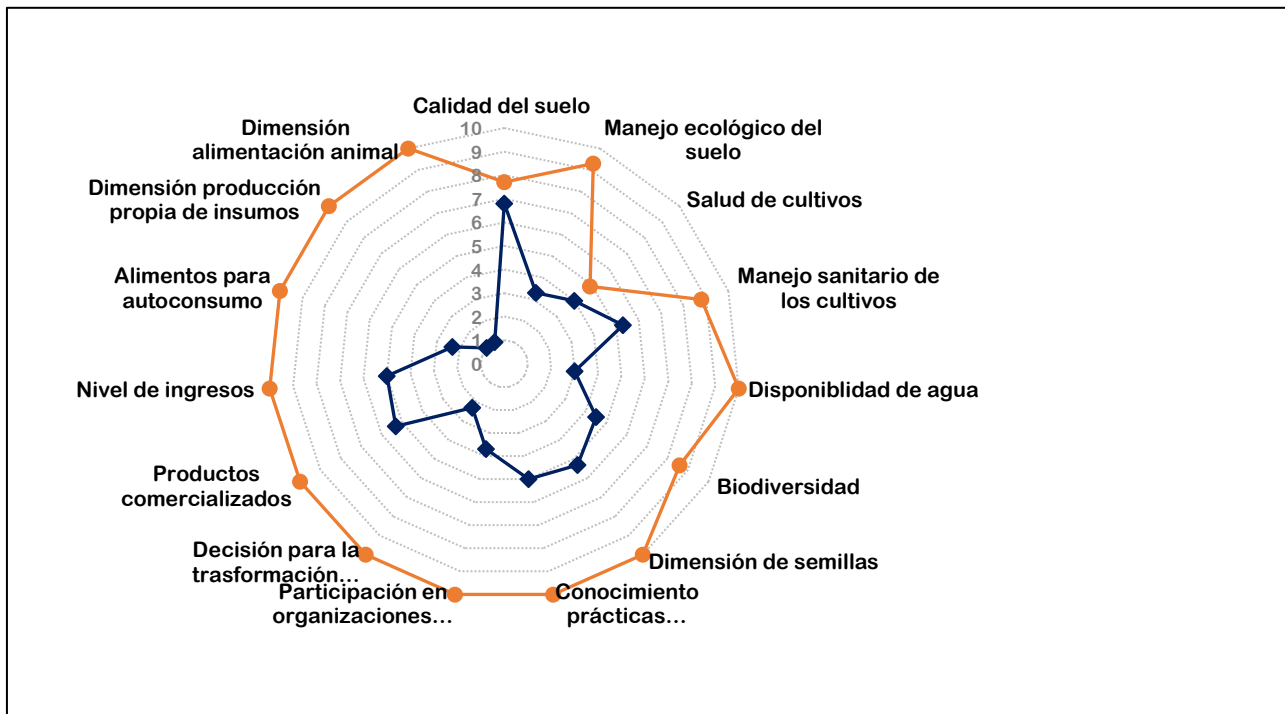 Calidad del suelo
Manejo ecológico del
suelo
Salud de cultivos
Manejo sanitario de
los cultivos
Disponiblidad de agua
Biodiversidad
Dimensión de semillas
Conocimiento
prácticas...
Participación en
organizaciones...
Decisión para la
trasformación...
Productos
comercializados
Nivel de ingresos
Alimentos para
autoconsumo
Dimensión producción
propia de insumos
Dimensión
alimentación animal
10
9
8
7
6
5
4
3
2
1
0